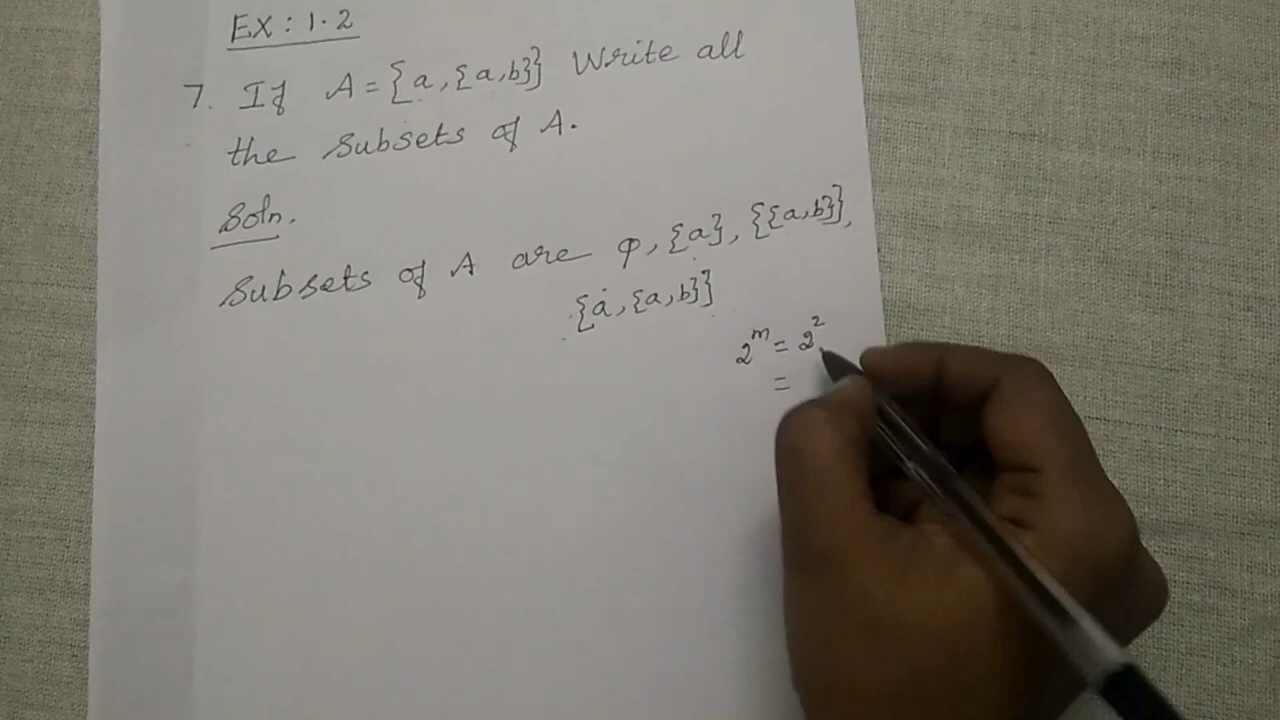 Ex : 1.2
7. If A = {a, {a, b}} Write all
the subsets of A.
Soln.
Subsets of A are φ, {a}, {{a, b}},
{a, {a, b}}
2^m = 2^2
=